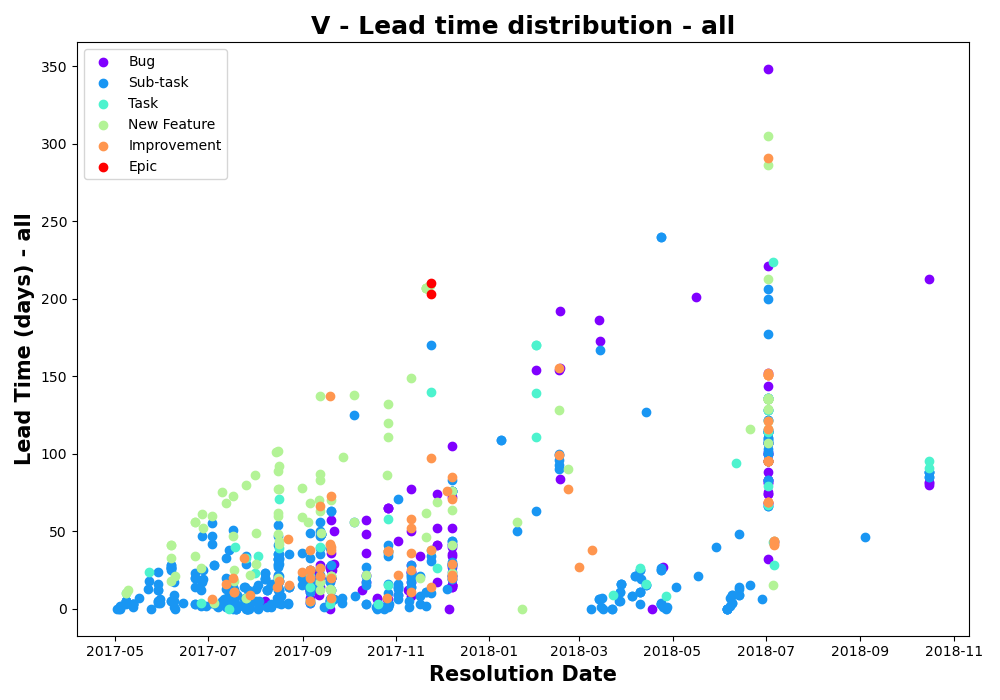 V - Lead time distribution - all
Bug
Sub-task
Task
New Feature
Improvement
Epic
Lead Time (days) - all
350
300
250
200
150
100
50
0
2017-05 2017-07 2017-09 2017-11 2018-01 2018-03 2018-05 2018-07 2018-09 2018-11
Resolution Date